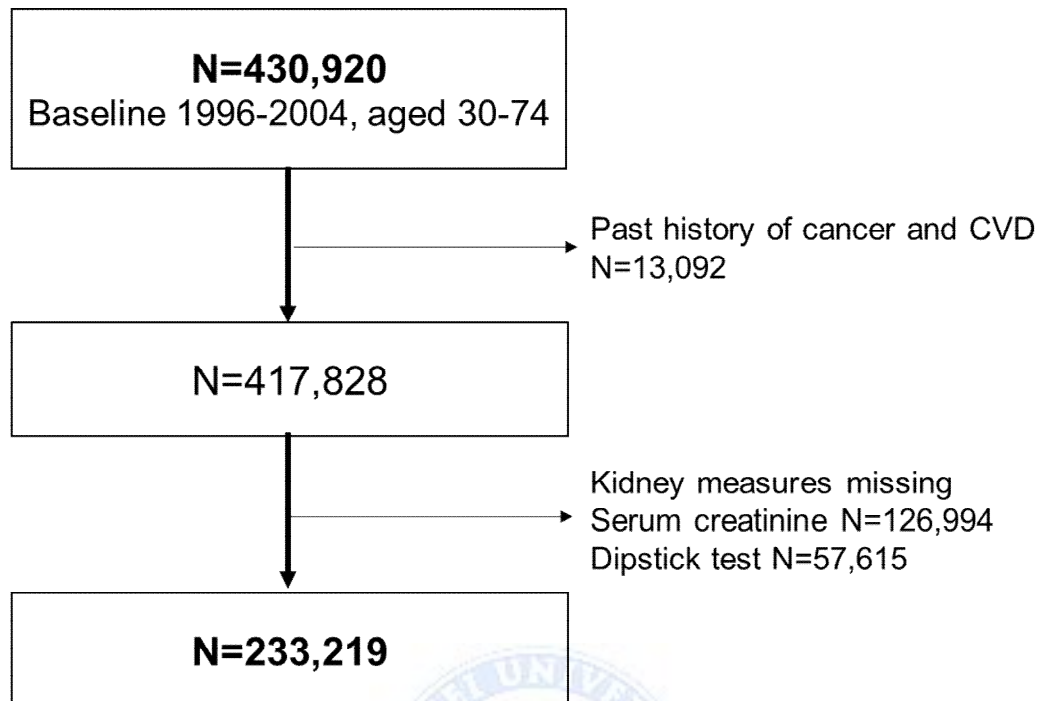 N=430,920
Baseline 1996-2004, aged 30-74
Past history of cancer and CVD
N=13,092
N=417,828
Kidney measures missing
Serum creatinine N=126,994
Dipstick test N=57,615
N=233,219